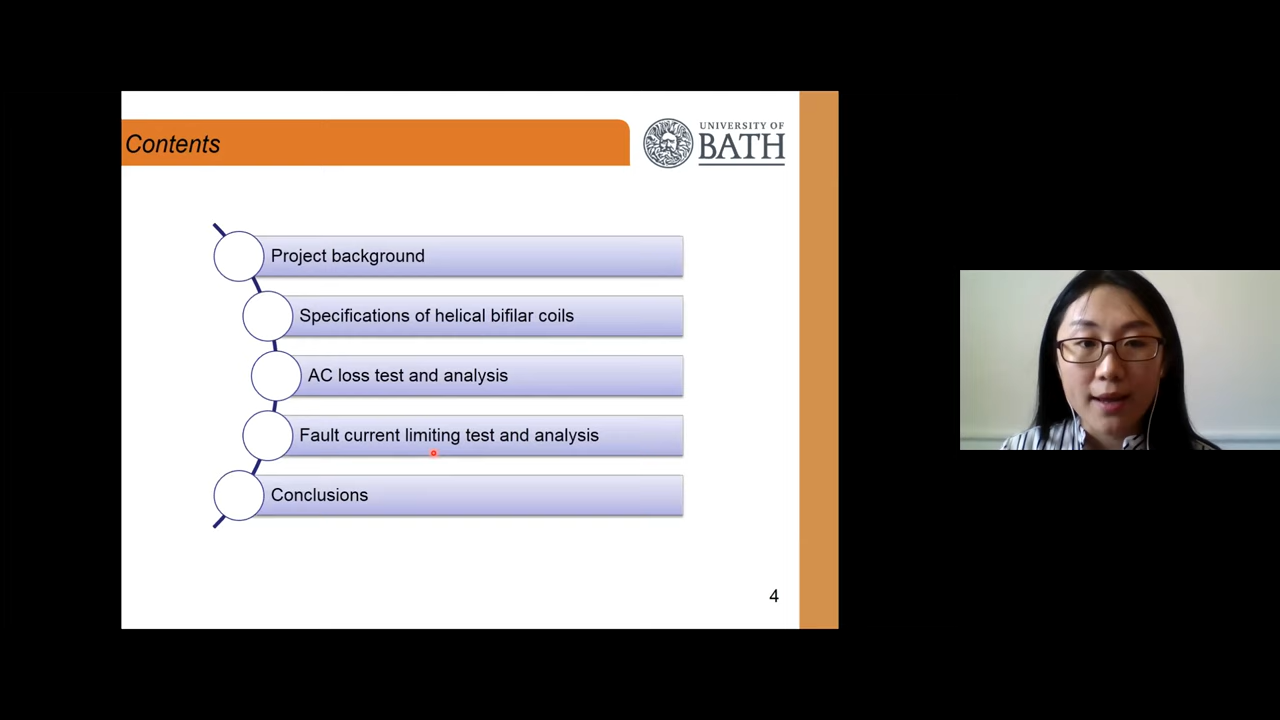 Contents
UNIVERSITY OF
BATH
Project background
Specifications of helical bifilar coils
AC loss test and analysis
Fault current limiting test and analysis
Conclusions
4